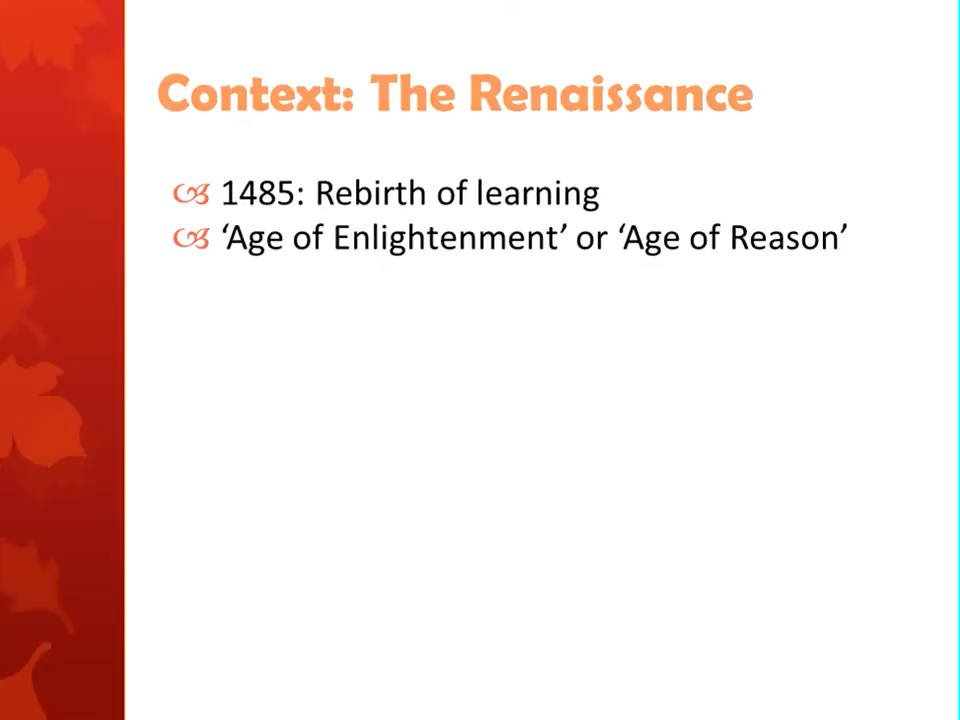 Context: The Renaissance
1485: Rebirth of learning
‘Age of Enlightenment’ or ‘Age of Reason’